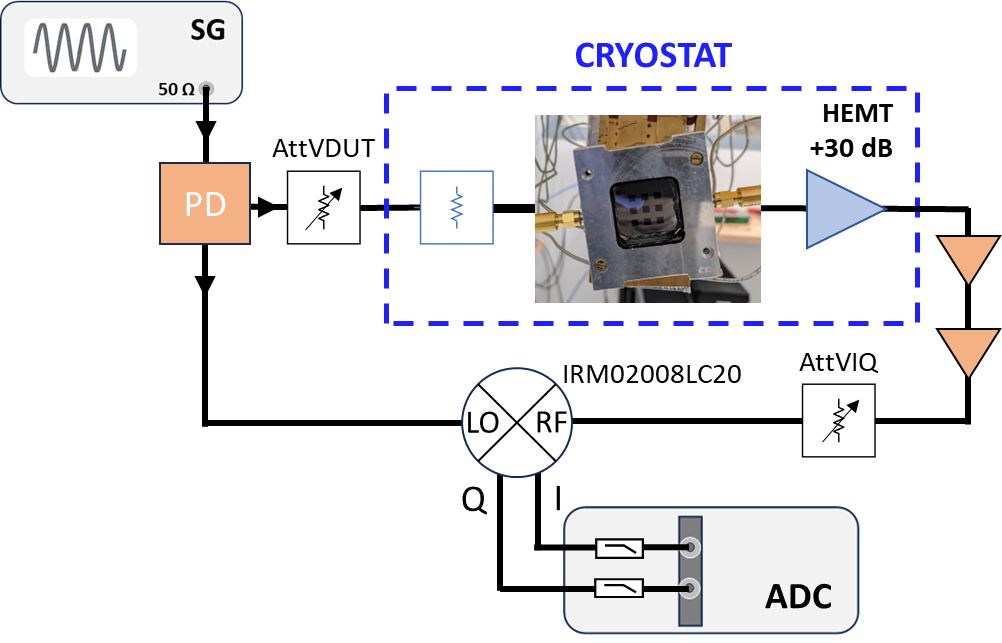 SG
50 Ω
CRYOSTAT
HEMT
+30 dB
AttVDUT
PD
IRM02008LC20
AttVIQ
LO
RF
Q
I
ADC